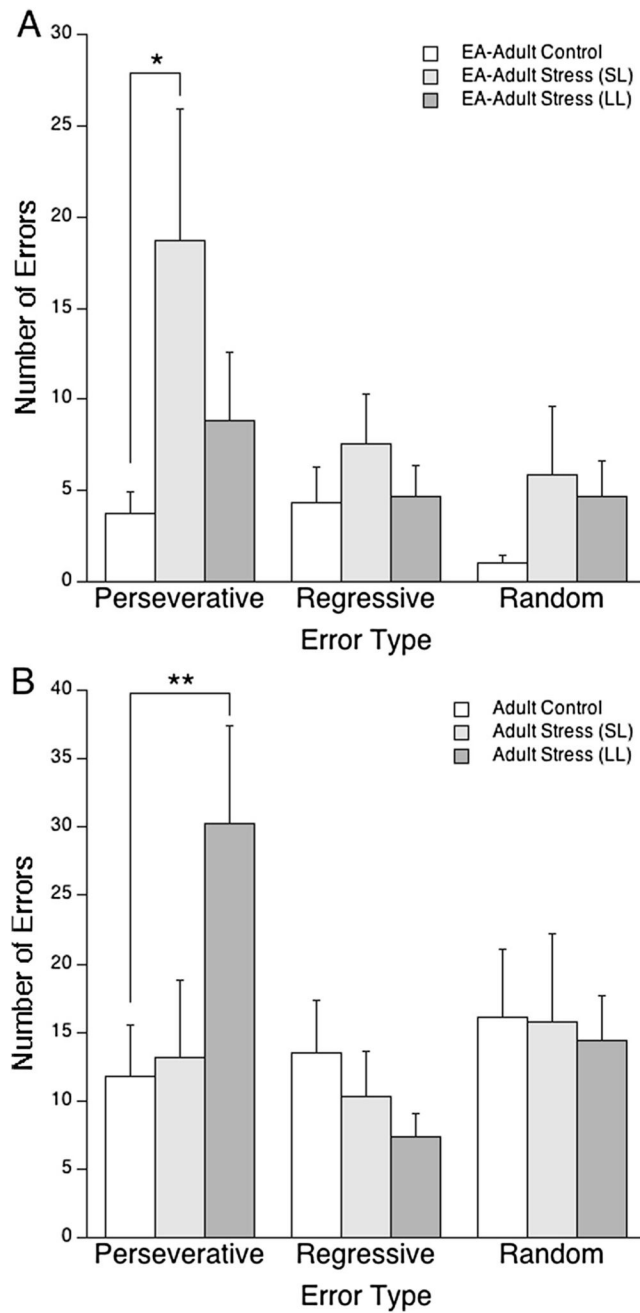 A
30
25
20
15
10
5
0
Number of Errors
*
EA-Adult Control
EA-Adult Stress (SL)
EA-Adult Stress (LL)
Perseverative Regressive Random
Error Type
B
40
35
30
25
20
15
10
5
0
Number of Errors
**
Adult Control
Adult Stress (SL)
Adult Stress (LL)
Perseverative Regressive Random
Error Type